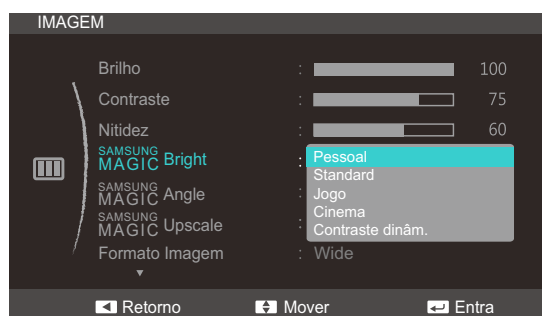 IMAGEM
Brilho : 100
Contraste : 75
Nitidez : 60
SAMSUNG MAGIC Bright : Pessoal
Standard
SAMSUNG MAGIC Angle : Jogo
Cinema
SAMSUNG MAGIC Upscale : Contraste dinâm.
Formato Imagem : Wide
Retorno Mover Entra